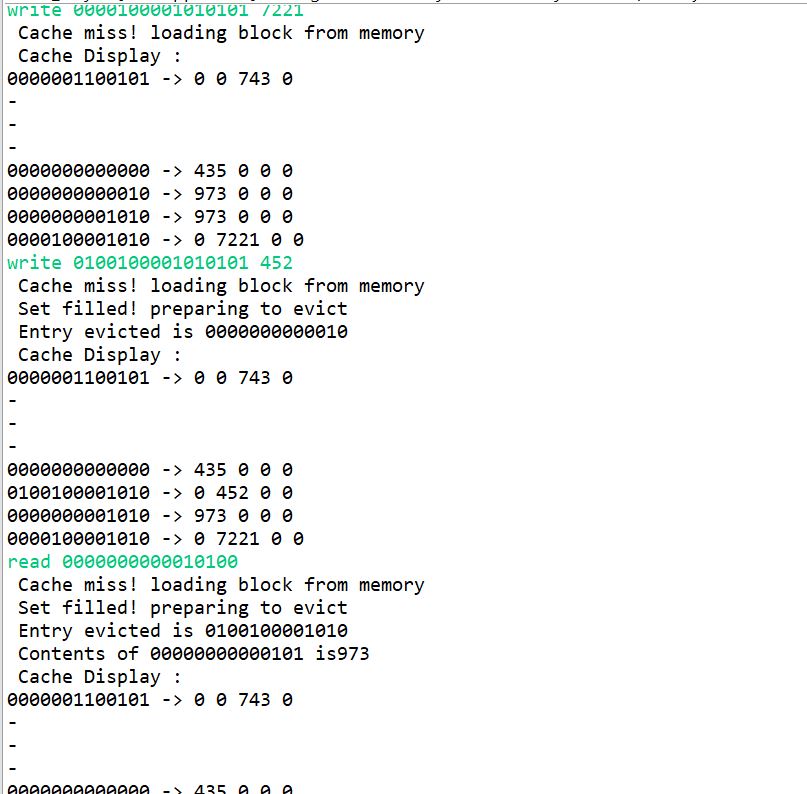 write 0000100001010101 7221
 Cache miss! loading block from memory
 Cache Display :
0000001100101 -> 0 0 743 0
-
-
-
0000000000000 -> 435 0 0 0
0000000000010 -> 973 0 0 0
0000000001010 -> 973 0 0 0
0000100001010 -> 0 7221 0 0
write 0100100001010101 452
 Cache miss! loading block from memory
 Set filled! preparing to evict
 Entry evicted is 0000000000010
 Cache Display :
0000001100101 -> 0 0 743 0
-
-
-
0000000000000 -> 435 0 0 0
0100100001010 -> 0 452 0 0
0000000001010 -> 973 0 0 0
0000100001010 -> 0 7221 0 0
read 0000000000010100
 Cache miss! loading block from memory
 Set filled! preparing to evict
 Entry evicted is 0100100001010
 Contents of 00000000000101 is973
 Cache Display :
0000001100101 -> 0 0 743 0
-
-
-
0000000000000 -> 435 0 0 0